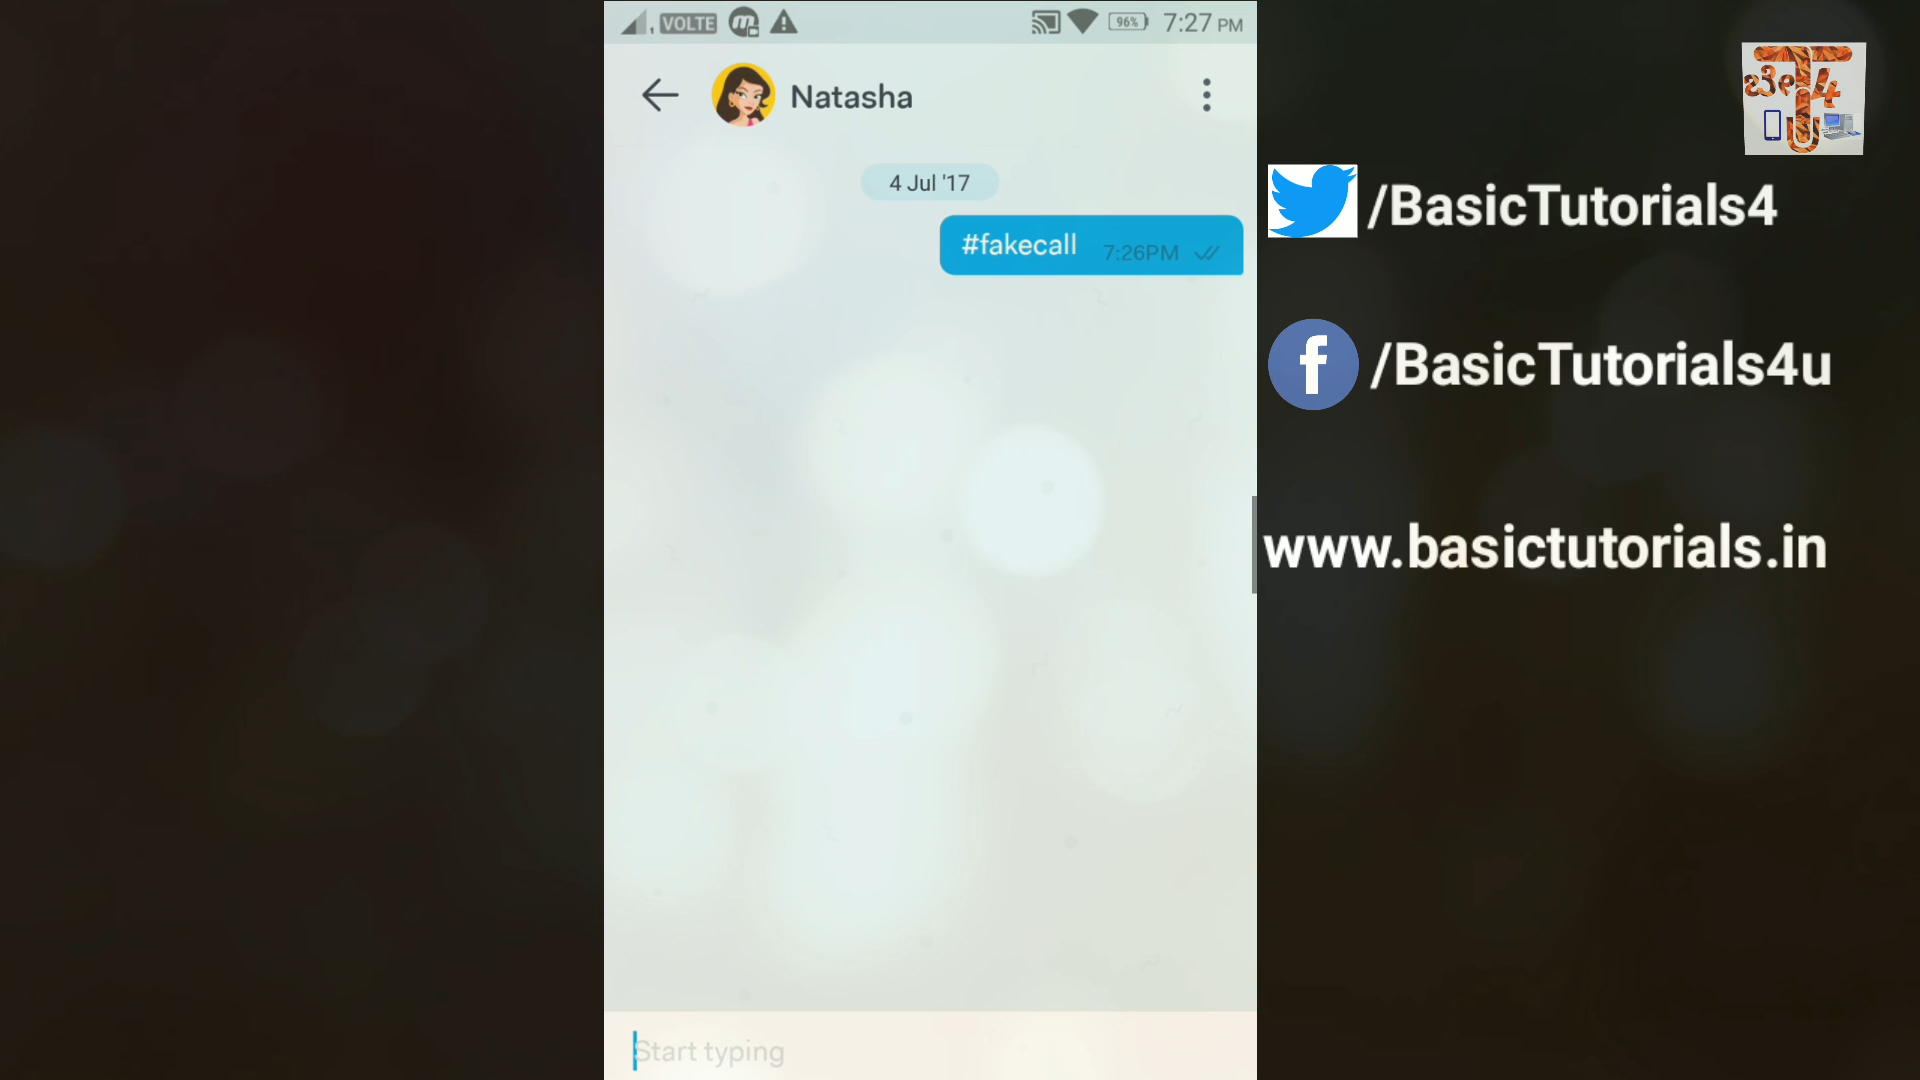 VOLTE
96%
7:27 PM
Natasha
4 Jul '17
#fakecall 7:26PM
Start typing
/BasicTutorials4
/BasicTutorials4u
www.basictutorials.in